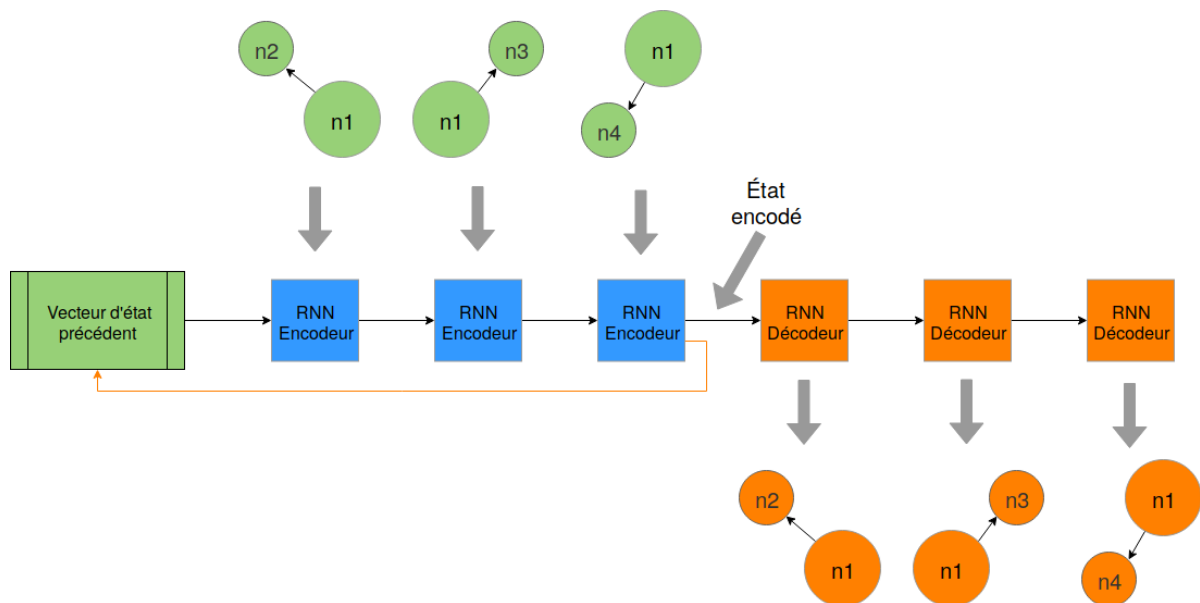 n2
n3
n1
n1
n1
n4
État
encodé
Vecteur d'état
précédent
RNN
Encodeur
RNN
Encodeur
RNN
Encodeur
RNN
Décodeur
RNN
Décodeur
RNN
Décodeur
n2
n3
n1
n1
n1
n4